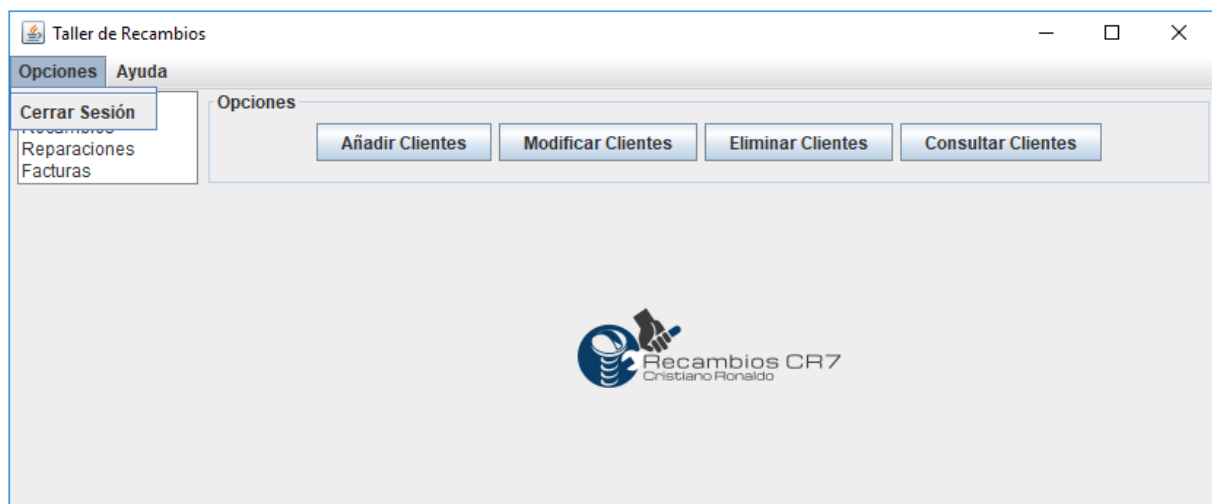 Taller de Recambios
Opciones Ayuda
Cerrar Sesión
Opciones
Añadir Clientes Modificar Clientes Eliminar Clientes Consultar Clientes
Recambios
Reparaciones
Facturas
Recambios CR7
Cristiano Ronaldo